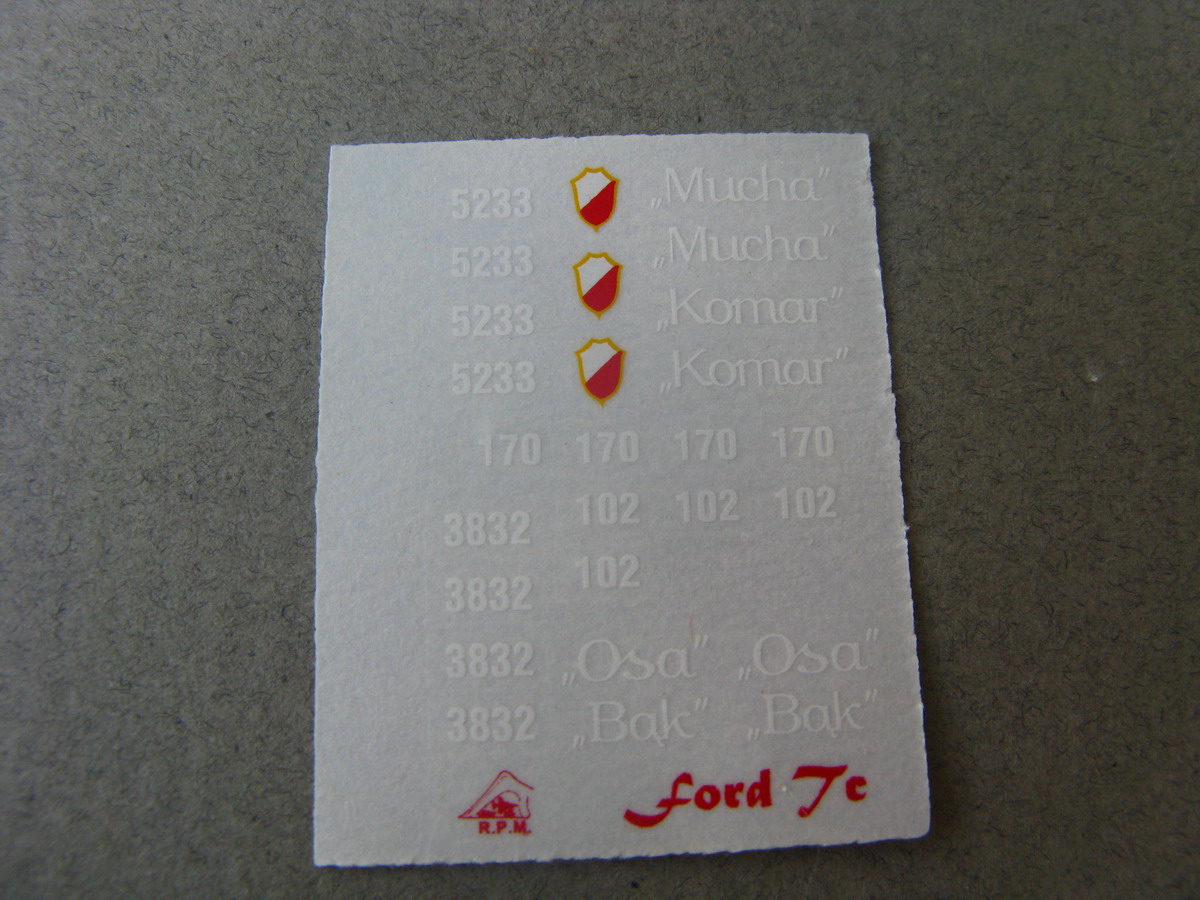 5233 „Mucha”
5233 „Mucha”
5233 „Komar”
5233 „Komar”
170 170 170 170
3832 102 102 102
3832 102
3832 „Osa” „Osa”
3832 „Bąk” „Bąk”
R.P.M. Ford Tc